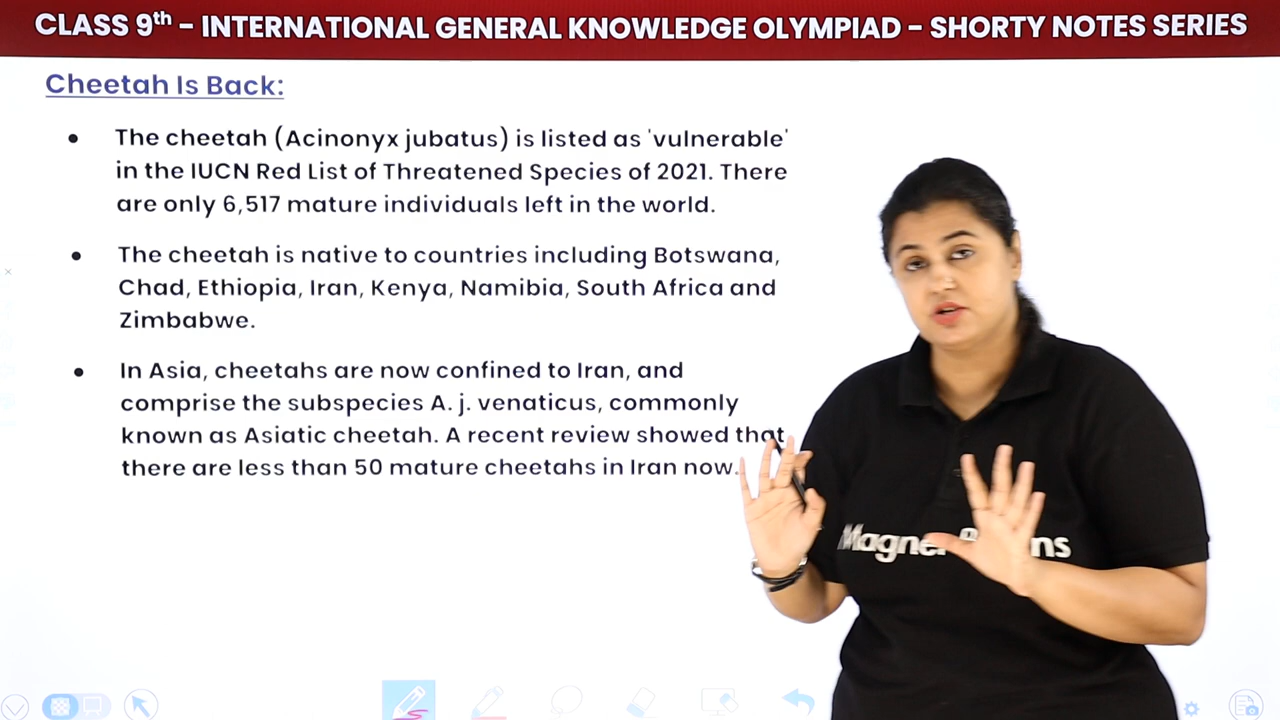 CLASS 9th – INTERNATIONAL GENERAL KNOWLEDGE OLYMPIAD – SHORTY NOTES SERIES
Cheetah Is Back:
• The cheetah (Acinonyx jubatus) is listed as 'vulnerable'
in the IUCN Red List of Threatened Species of 2021. There
are only 6,517 mature individuals left in the world.
• The cheetah is native to countries including Botswana,
Chad, Ethiopia, Iran, Kenya, Namibia, South Africa and
Zimbabwe.
• In Asia, cheetahs are now confined to Iran, and
comprise the subspecies A. j. venaticus, commonly
known as Asiatic cheetah. A recent review showed that
there are less than 50 mature cheetahs in Iran now.